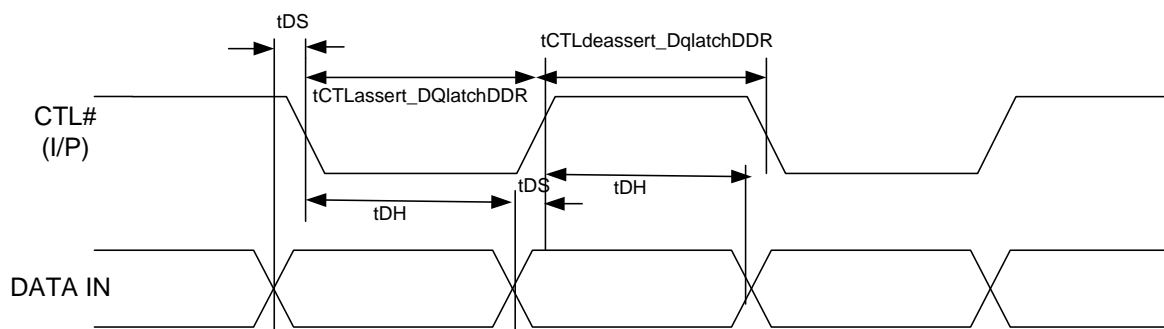 tDS
tCTLdeassert_DqlatchDDR
tCTLassert_DQlatchDDR
CTL#
(I/P)
tDS
tDH
tDH
DATA IN